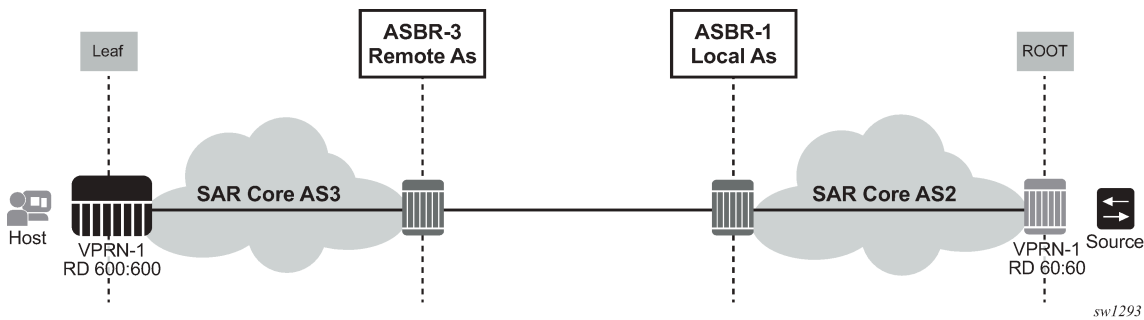 Leaf
ASBR-3
Remote As
ASBR-1
Local As
ROOT
SAR Core AS3
SAR Core AS2
Host
VPRN-1
RD 600:600
VPRN-1
RD 60:60
Source
sw1293